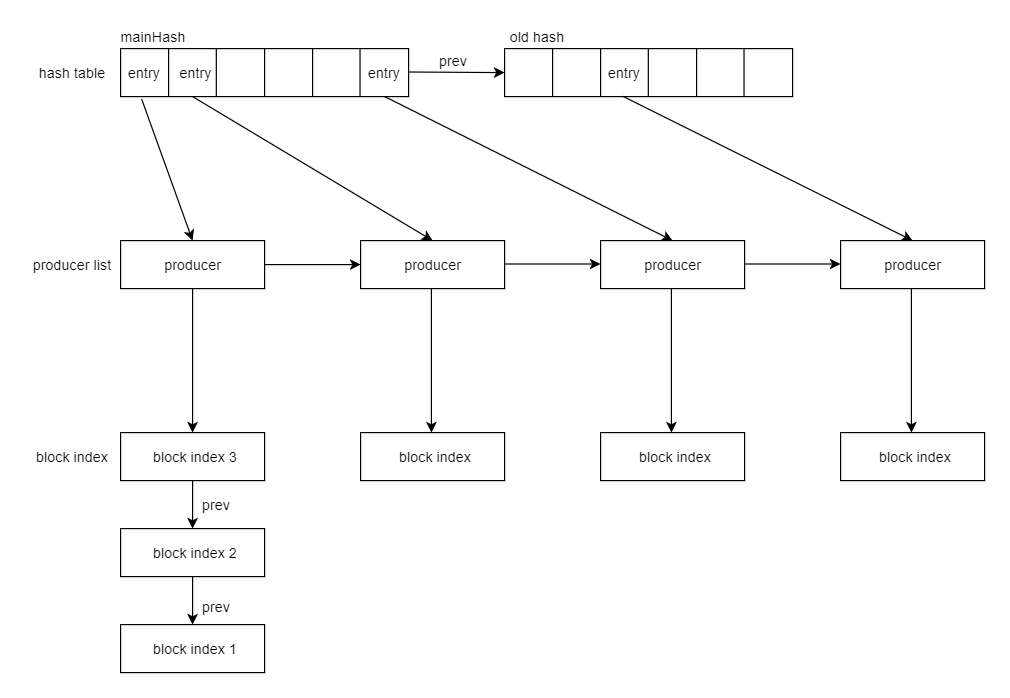 mainHash
old hash
hash table
entry
entry
entry
prev
entry
producer list
producer
producer
producer
producer
block index
block index 3
block index
block index
block index
prev
block index 2
prev
block index 1